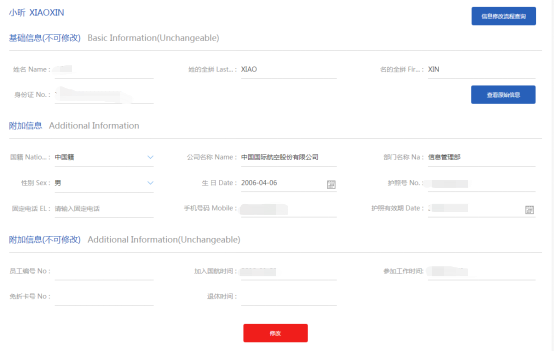 小昕 XIAOXIN
信息修改流程查询
基础信息(不可修改) Basic Information(Unchangeable)
姓名 Name : 姓的全拼 Last... : XIAO 名的全拼 Fir... : XIN
身份证 No. :
查看原始信息
附加信息 Additional Information
国籍 Natio... : 中国籍 公司名称 Name : 中国国际航空股份有限公司 部门名称 Na : 信息管理部
性别 Sex : 男 生 日 Date : 2006-04-06 护照号 No. :
固定电话 EL : 请输入固定电话 手机号码 Mobile : 护照有效期 Date :
附加信息(不可修改) Additional Information(Unchangeable)
员工编号 No : 加入国航时间 : 参加工作时间:
免折卡号 No : 退休时间 :
修改